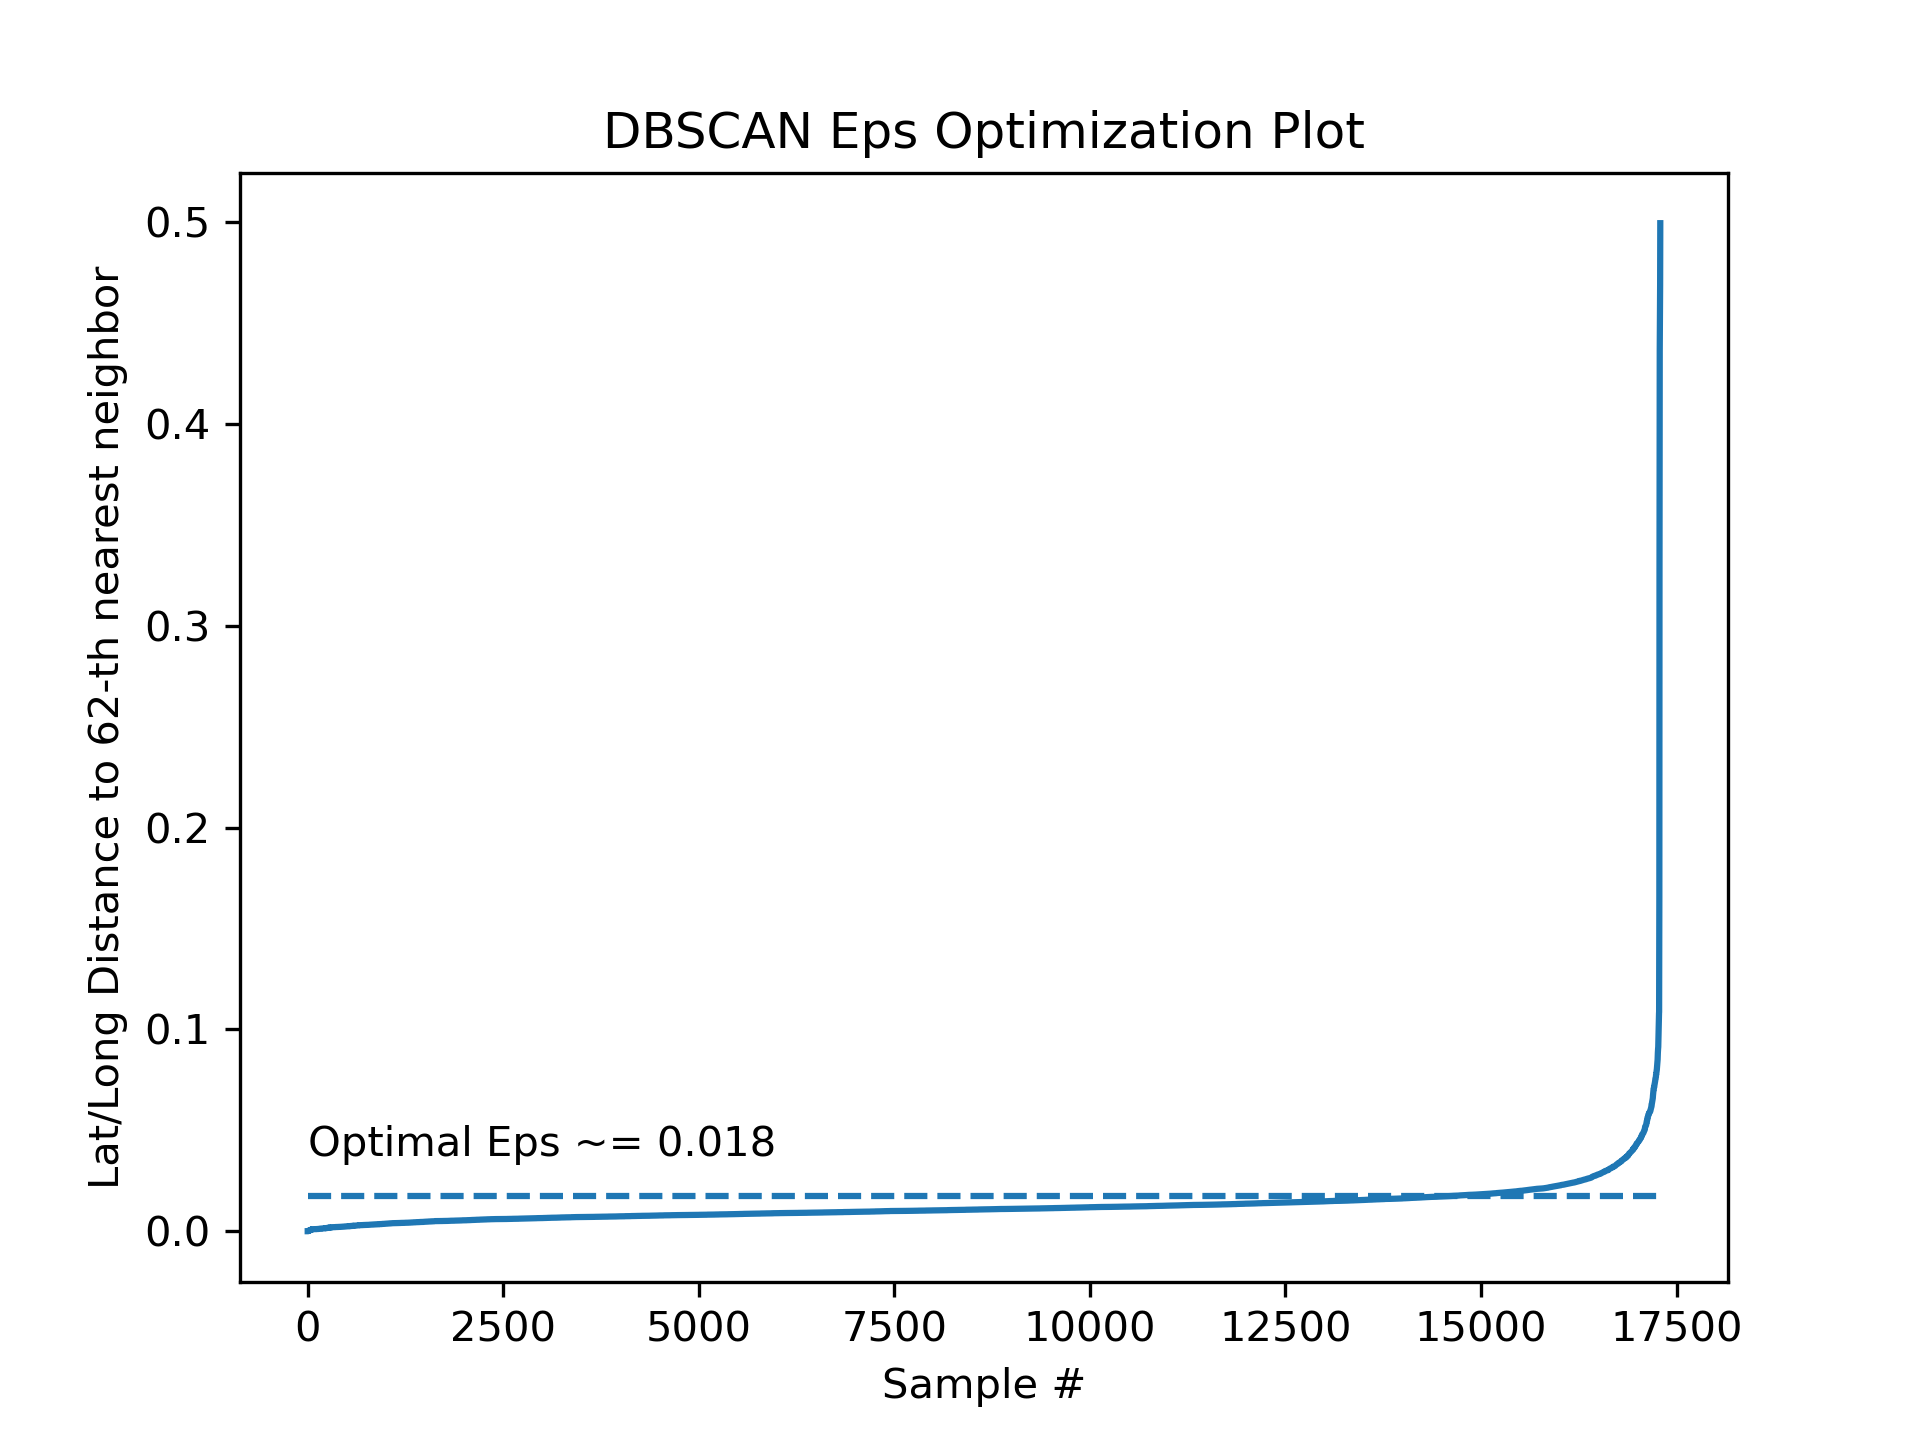 DBSCAN Eps Optimization Plot
Lat/Long Distance to 62-th nearest neighbor
0.5
0.4
0.3
0.2
0.1
0.0
Optimal Eps ~= 0.018
0 2500 5000 7500 10000 12500 15000 17500
Sample #